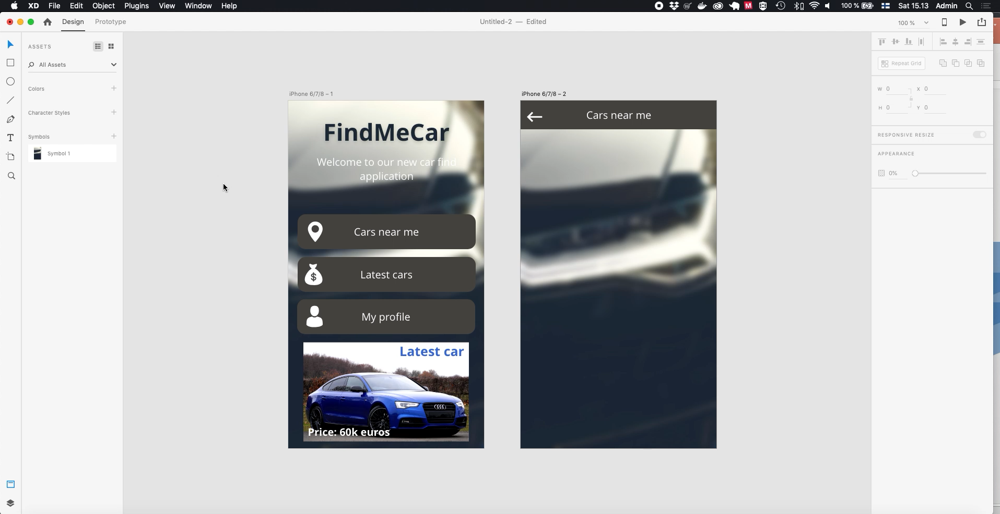 XD File Edit Object Plugins View Window Help
100 % Sat 15.13 Admin
Design Prototype
Untitled-2 — Edited
100 %
ASSETS
All Assets
Colors
Character Styles
Symbols
Symbol 1
iPhone 6/7/8 – 1
FindMeCar
Welcome to our new car find
application
Cars near me
$
Latest cars
My profile
Latest car
Price: 60k euros
iPhone 6/7/8 – 2
Cars near me
Repeat Grid
W 0 X 0
H 0 Y 0
RESPONSIVE RESIZE
APPEARANCE
0%